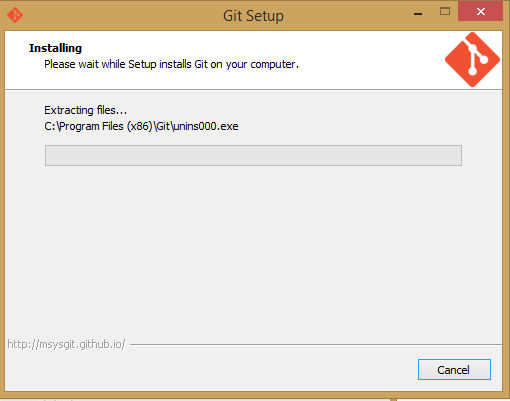 Git Setup
Installing
Please wait while Setup installs Git on your computer.
Extracting files...
C:\Program Files (x86)\Git\unins000.exe
http://msysgit.github.io/
Cancel